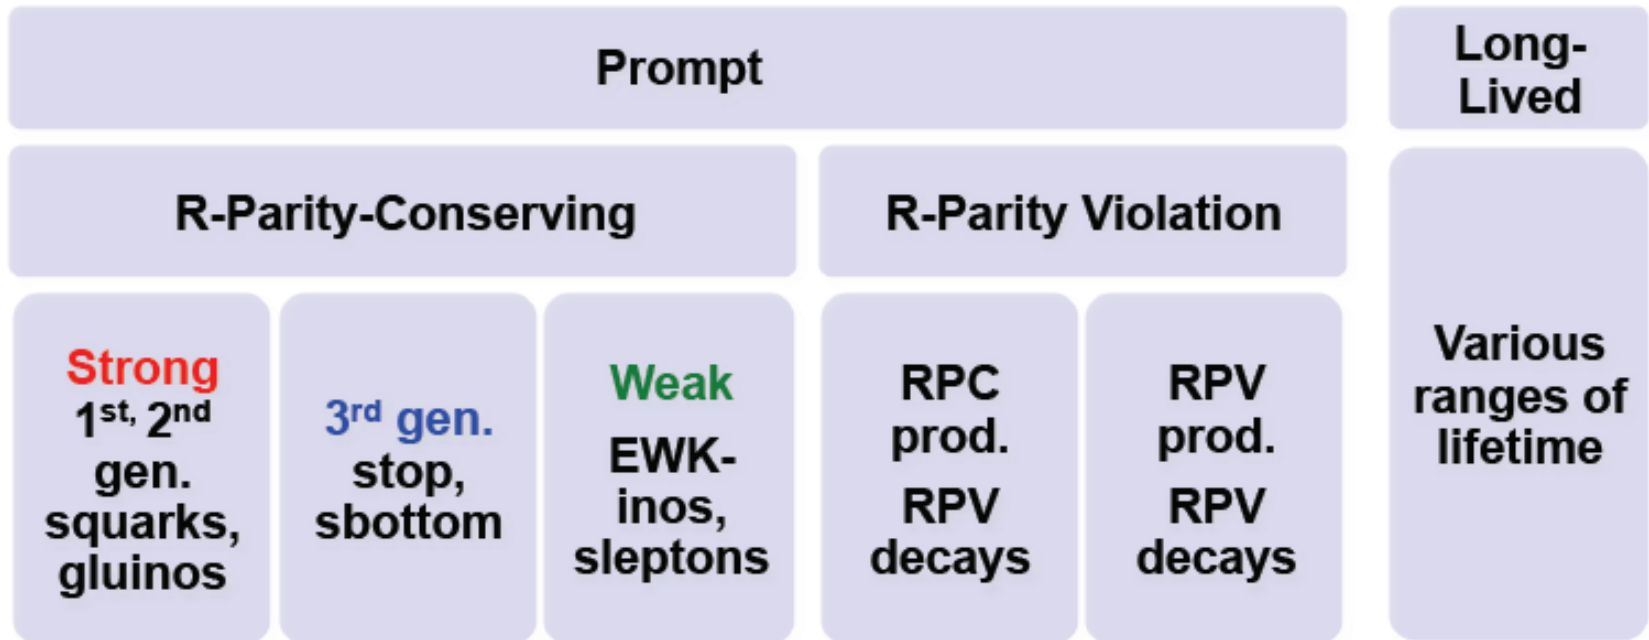 Prompt
Long-
Lived
R-Parity-Conserving
R-Parity Violation
Strong
1st, 2nd
gen.
squarks,
gluinos
3rd gen.
stop,
sbottom
Weak
EWK-
inos,
sleptons
RPC
prod.
RPV
decays
RPV
prod.
RPV
decays
Various
ranges of
lifetime